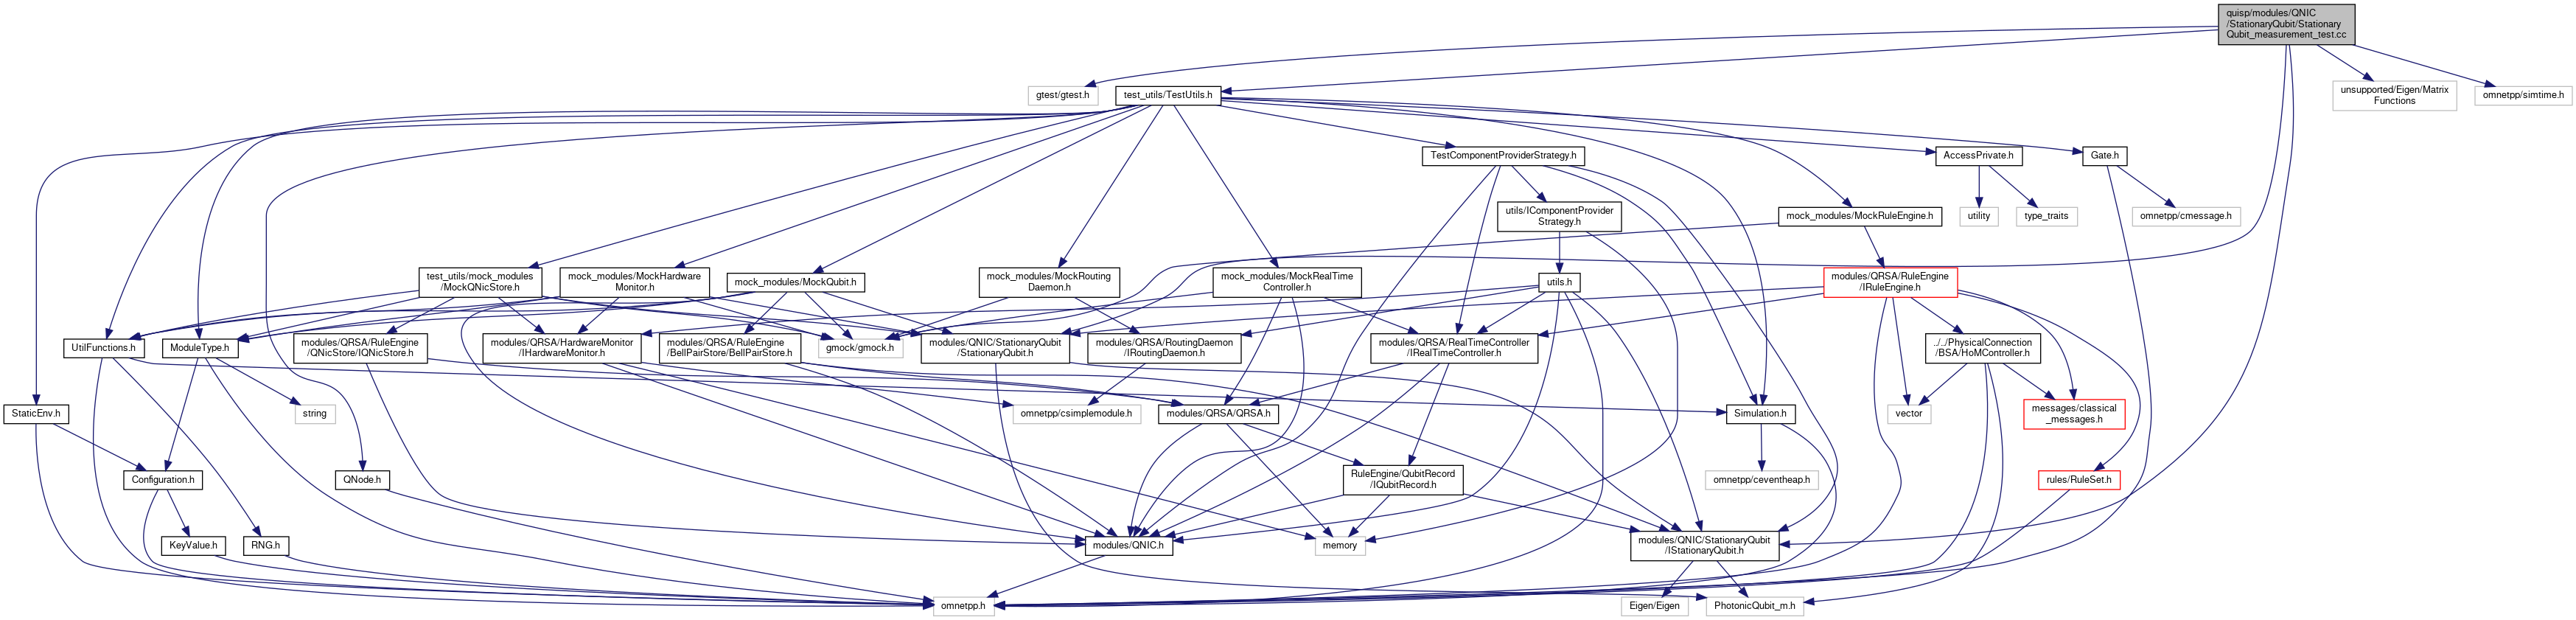 quisp/modules/QNIC
/StationaryQubit/Stationary
Qubit_measurement_test.cc
gtest/gtest.h
test_utils/TestUtils.h
unsupported/Eigen/Matrix
Functions
omnetpp/simtime.h
TestComponentProviderStrategy.h
AccessPrivate.h
Gate.h
utils/IComponentProvider
Strategy.h
mock_modules/MockRuleEngine.h
utility
type_traits
omnetpp/cmessage.h
test_utils/mock_modules
/MockQNicStore.h
mock_modules/MockHardware
Monitor.h
mock_modules/MockQubit.h
mock_modules/MockRouting
Daemon.h
mock_modules/MockRealTime
Controller.h
utils.h
modules/QRSA/RuleEngine
/IRuleEngine.h
UtilFunctions.h
ModuleType.h
modules/QRSA/RuleEngine
/QNicStore/IQNicStore.h
modules/QRSA/HardwareMonitor
/IHardwareMonitor.h
modules/QRSA/RuleEngine
/BellPairStore/BellPairStore.h
gmock/gmock.h
modules/QNIC/StationaryQubit
/StationaryQubit.h
modules/QRSA/RoutingDaemon
/IRoutingDaemon.h
modules/QRSA/RealTimeController
/IRealTimeController.h
../../PhysicalConnection
/BSA/HoMController.h
StaticEnv.h
string
omnetpp/csimplemodule.h
modules/QRSA/QRSA.h
Simulation.h
vector
messages/classical
_messages.h
Configuration.h
QNode.h
RuleEngine/QubitRecord
/IQubitRecord.h
omnetpp/ceventheap.h
rules/RuleSet.h
KeyValue.h
RNG.h
modules/QNIC.h
memory
modules/QNIC/StationaryQubit
/IStationaryQubit.h
omnetpp.h
Eigen/Eigen
PhotonicQubit_m.h